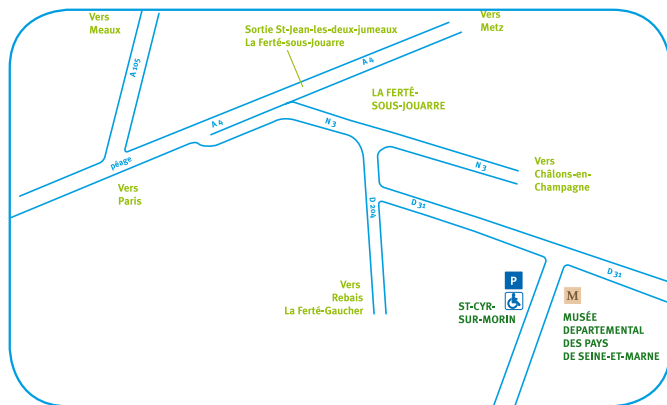 Vers
Meaux
Sortie St-Jean-les-deux-jumeaux
La Ferté-sous-Jouarre
Vers
Metz
A 105
A 4
A 4
LA FERTÉ-
SOUS-JOUARRE
N 3
N 3
péage
Vers
Paris
Vers
Châlons-en-
Champagne
D 204
D 31
D 31
Vers
Rebais
La Ferté-Gaucher
P
ST-CYR-
SUR-MORIN
M
MUSÉE
DEPARTEMENTAL
DES PAYS
DE SEINE-ET-MARNE